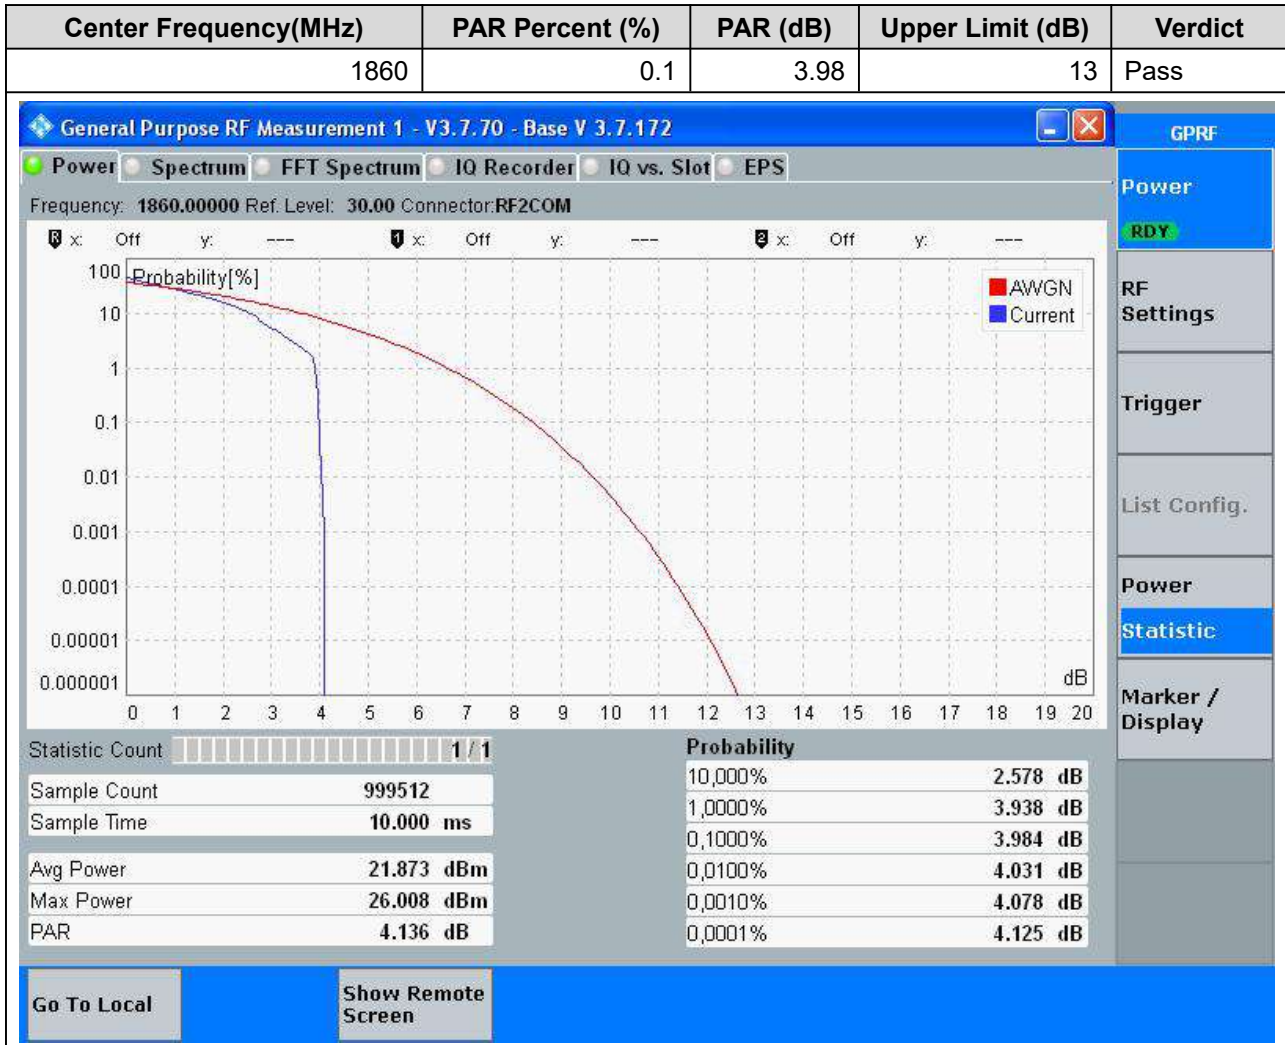 Center Frequency(MHz) PAR Percent (%) PAR (dB) Upper Limit (dB) Verdict
1860 0.1 3.98 13 Pass
General Purpose RF Measurement 1 - V3.7.70 - Base V 3.7.172
GPRF
Power Spectrum FFT Spectrum IQ Recorder IQ vs. Slot EPS
Power
RDY
Frequency: 1860.00000 Ref. Level: 30.00 Connector:RF2COM
R x: Off y: --- 1 x: Off y: --- 2 x: Off y: ---
Probability[%]
AWGN
Current
100
10
1
0.1
0.01
0.001
0.0001
0.00001
0.000001
dB
0 1 2 3 4 5 6 7 8 9 10 11 12 13 14 15 16 17 18 19 20
RF
Settings
Trigger
List Config.
Power
Statistic
Marker /
Display
Statistic Count 1 / 1
Sample Count 999512
Sample Time 10.000 ms
Avg Power 21.873 dBm
Max Power 26.008 dBm
PAR 4.136 dB
Probability
10,000% 2.578 dB
1,0000% 3.938 dB
0,1000% 3.984 dB
0,0100% 4.031 dB
0,0010% 4.078 dB
0,0001% 4.125 dB
Go To Local
Show Remote
Screen